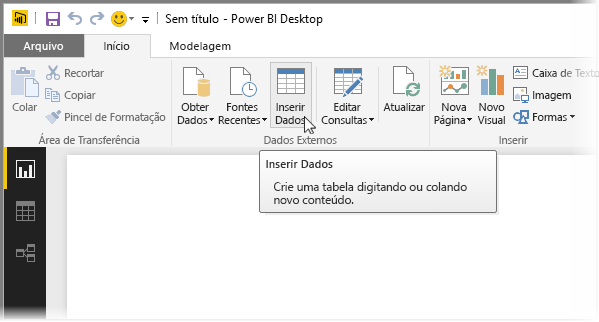 Sem título - Power BI Desktop
Arquivo Início Modelagem
Colar
Recortar
Copiar
Pincel de Formatação
Obter Dados
Fontes Recentes
Inserir Dados
Editar Consultas
Atualizar
Nova Página
Novo Visual
Caixa de Texto
Imagem
Formas
Área de Transferência Dados Externos Inserir
Inserir Dados
Crie uma tabela digitando ou colando
novo conteúdo.